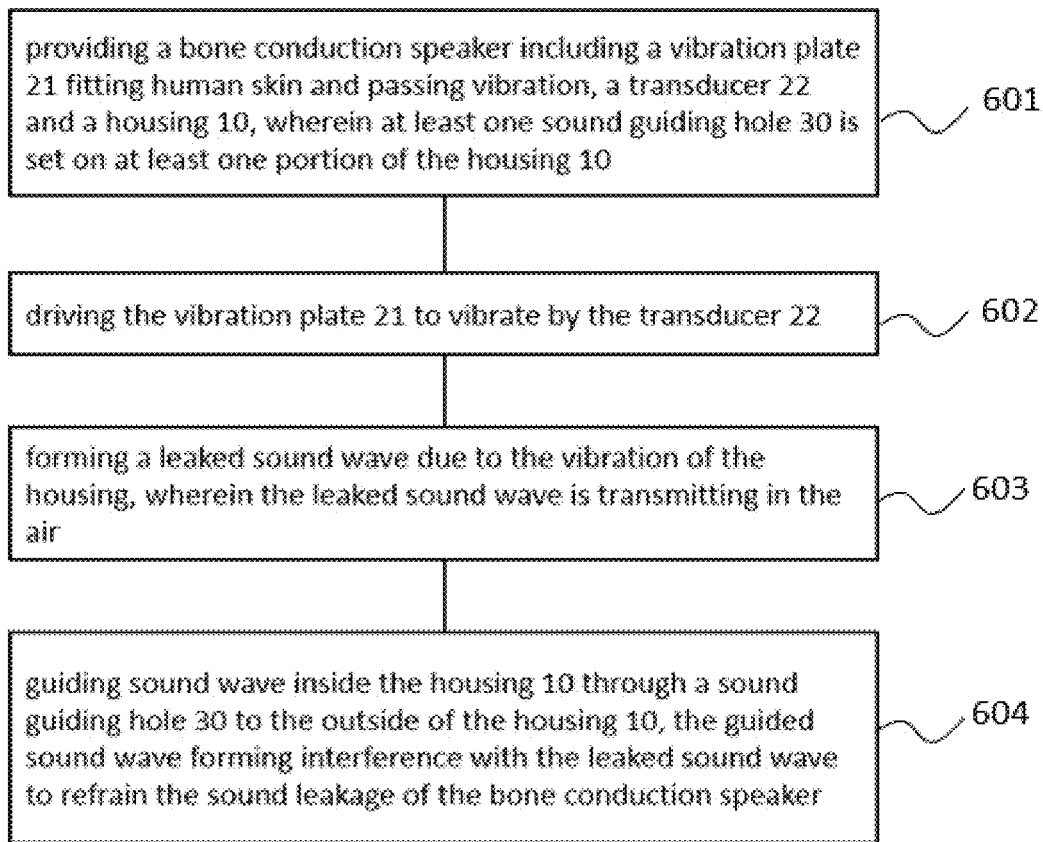 providing a bone conduction speaker including a vibration plate
21 fitting human skin and passing vibration, a transducer 22
and a housing 10, wherein at least one sound guiding hole 30 is
set on at least one portion of the housing 10
601
driving the vibration plate 21 to vibrate by the transducer 22
602
forming a leaked sound wave due to the vibration of the
housing, wherein the leaked sound wave is transmitting in the
air
603
guiding sound wave inside the housing 10 through a sound
guiding hole 30 to the outside of the housing 10, the guided
sound wave forming interference with the leaked sound wave
to refrain the sound leakage of the bone conduction speaker
604